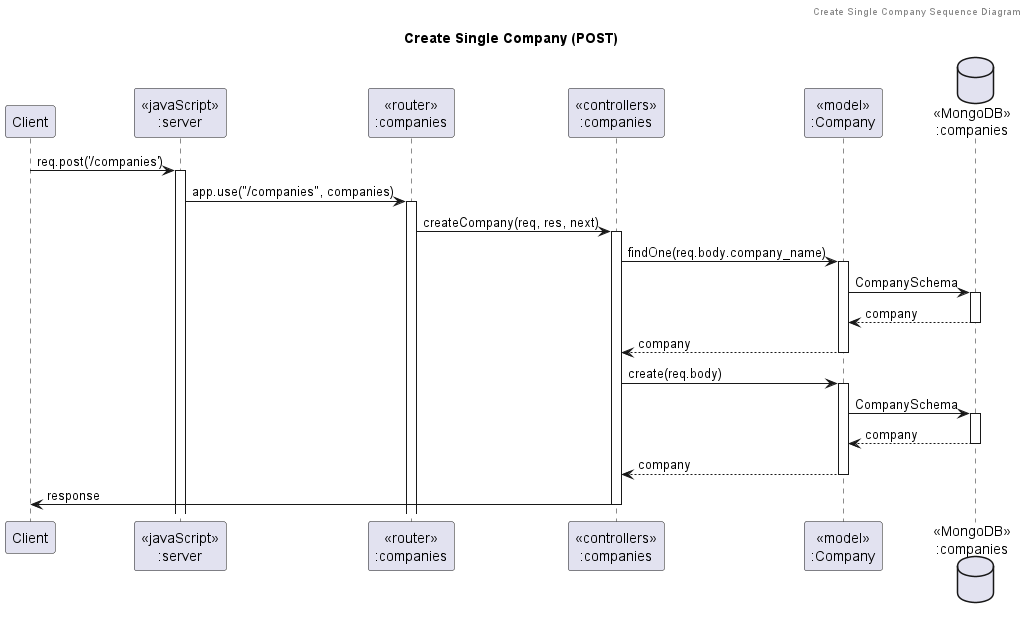 Create Single Company Sequence Diagram
Create Single Company (POST)
Client
«javaScript»
:server
«router»
:companies
«controllers»
:companies
«model»
:Company
«MongoDB»
:companies
req.post('/companies')
app.use("/companies", companies)
createCompany(req, res, next)
findOne(req.body.company_name)
CompanySchema
company
company
create(req.body)
CompanySchema
company
company
response
Client
«javaScript»
:server
«router»
:companies
«controllers»
:companies
«model»
:Company
«MongoDB»
:companies